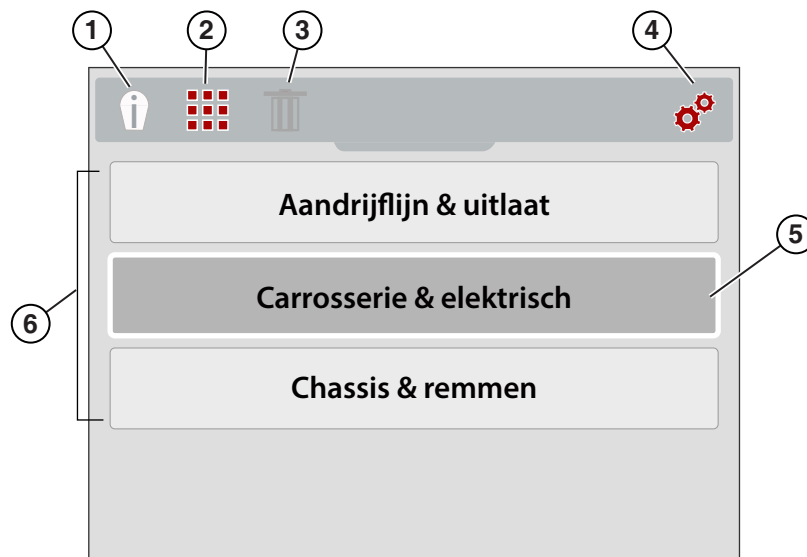 1 2 3 4
Aandrijflijn & uitlaat
5
Carrosserie & elektrisch
6
Chassis & remmen